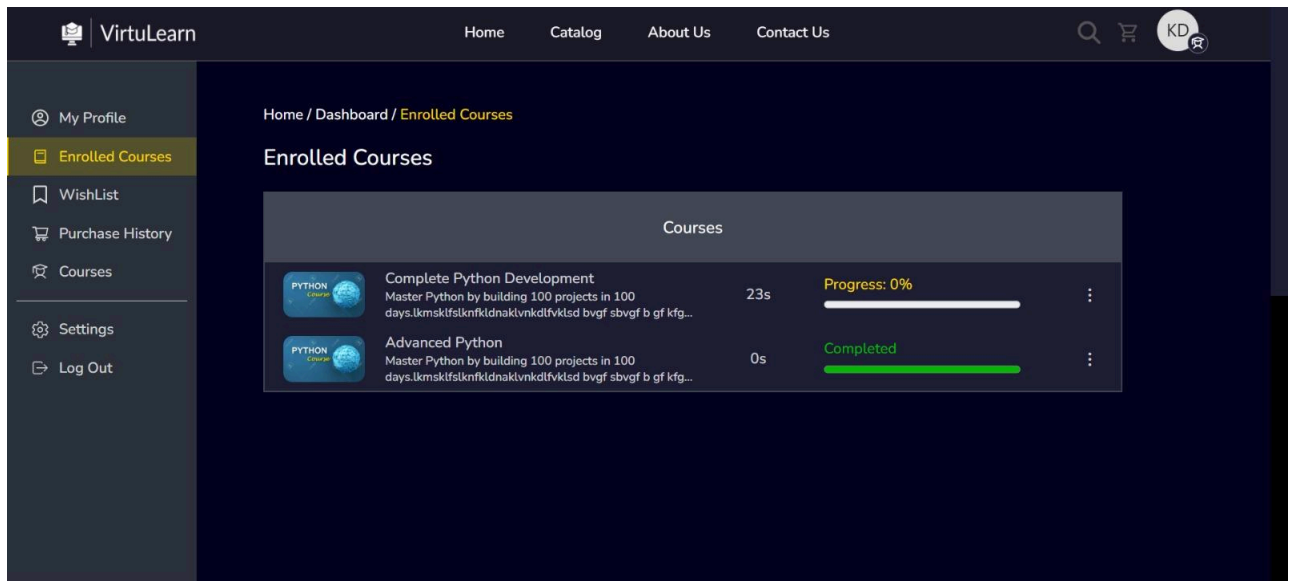 VirtuLearn
Home Catalog About Us Contact Us
KD
My Profile
Enrolled Courses
WishList
Purchase History
Courses
Settings
Log Out
Home / Dashboard / Enrolled Courses
Enrolled Courses
Courses
PYTHON
Course
Complete Python Development
Master Python by building 100 projects in 100
days.lkmsklfslknfkldnaklvnkdlfvklsd bvgf sbvgf b gf kfg...
23s
Progress: 0%
PYTHON
Course
Advanced Python
Master Python by building 100 projects in 100
days.lkmsklfslknfkldnaklvnkdlfvklsd bvgf sbvgf b gf kfg...
0s
Completed